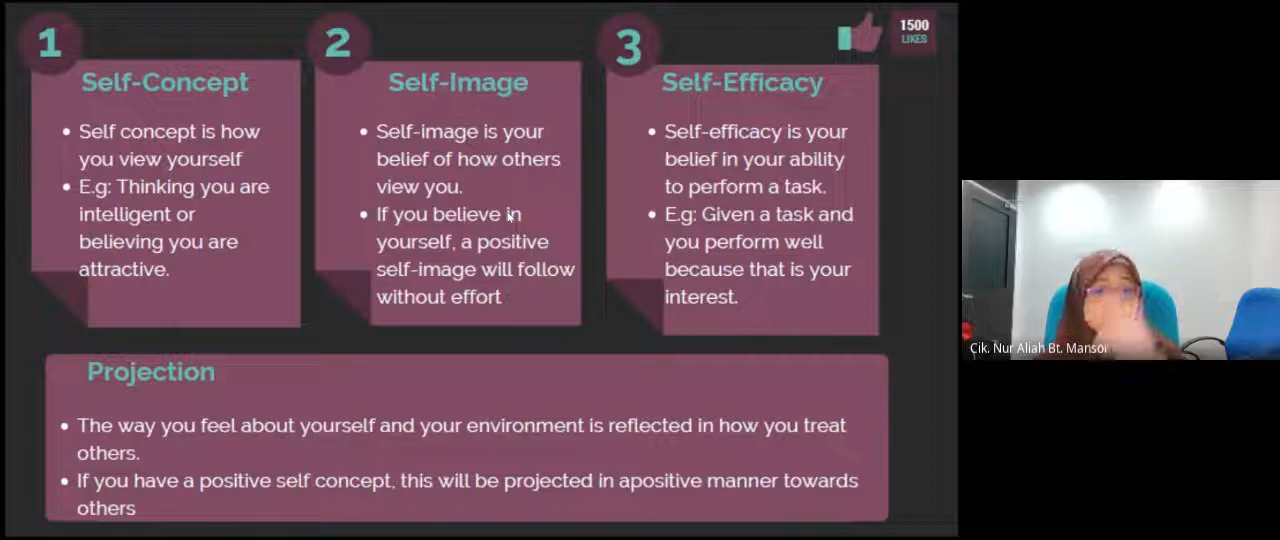 1
Self-Concept
• Self concept is how
you view yourself
• E.g: Thinking you are
intelligent or
believing you are
attractive.
2
Self-Image
• Self-image is your
belief of how others
view you.
• If you believe in
yourself, a positive
self-image will follow
without effort
3
Self-Efficacy
• Self-efficacy is your
belief in your ability
to perform a task.
• E.g: Given a task and
you perform well
because that is your
interest.
1500
LIKES
Projection
• The way you feel about yourself and your environment is reflected in how you treat
others.
• If you have a positive self concept, this will be projected in apositive manner towards
others
Cik. Nur Aliah Bt. Mansor